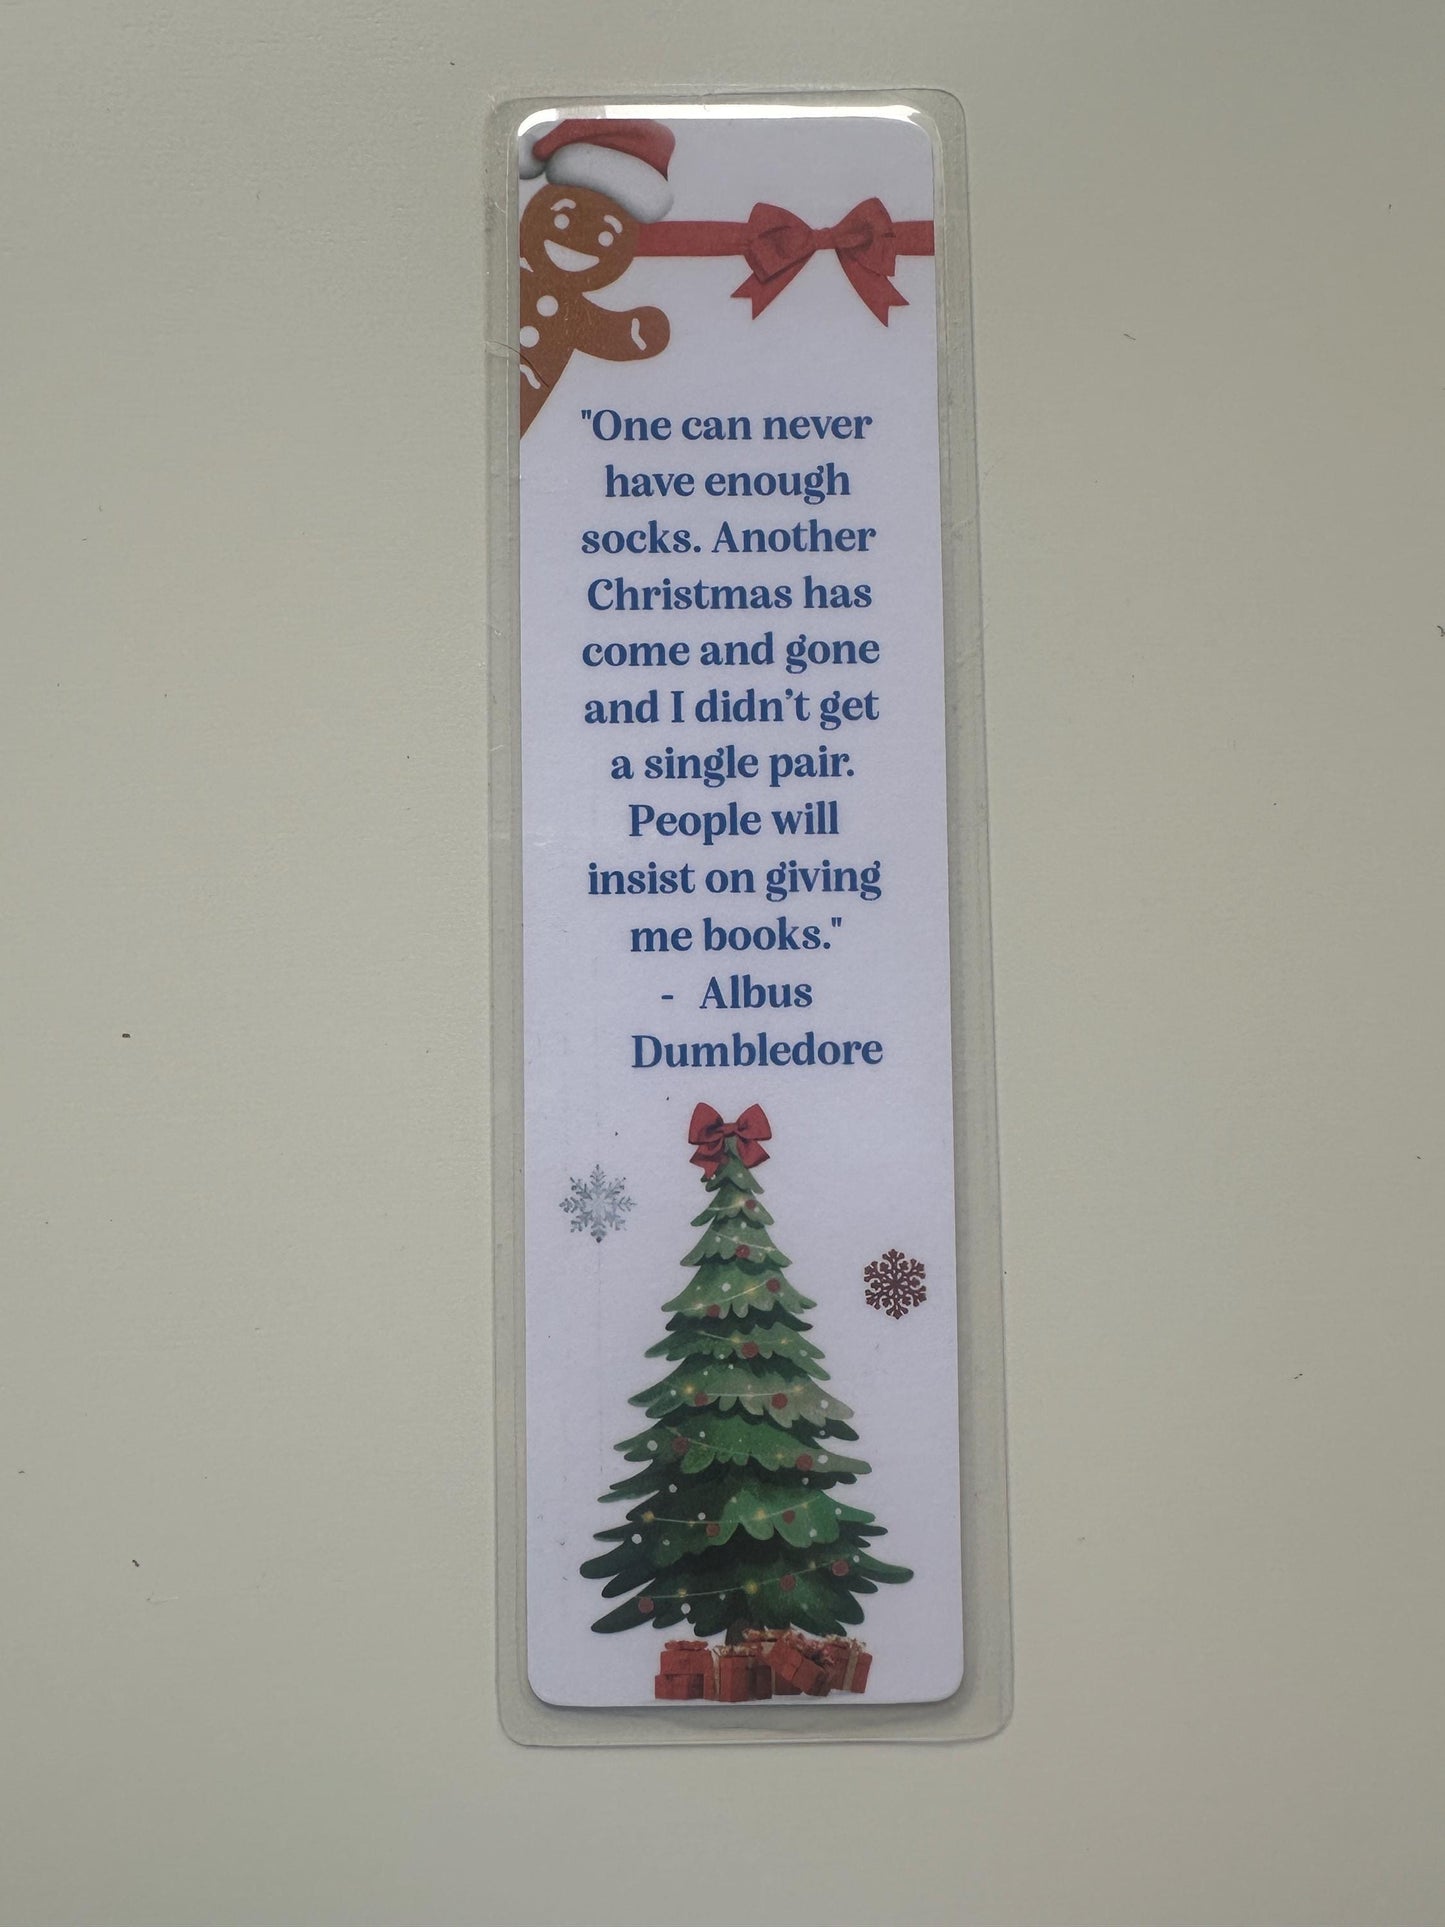 "One can never
have enough
socks. Another
Christmas has
come and gone
and I didn’t get
a single pair.
People will
insist on giving
me books."
- Albus
Dumbledore